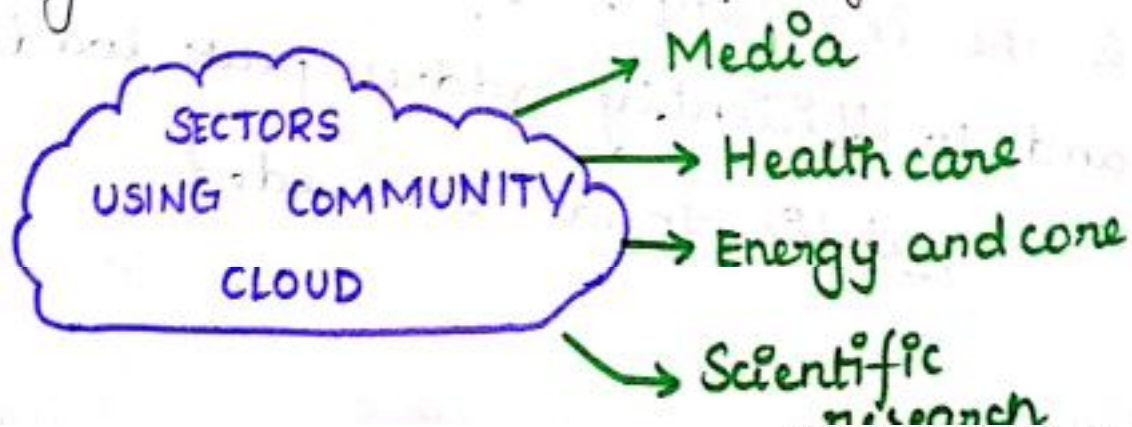 SECTORS
USING COMMUNITY
CLOUD
Media
Health care
Energy and core
Scientific
research